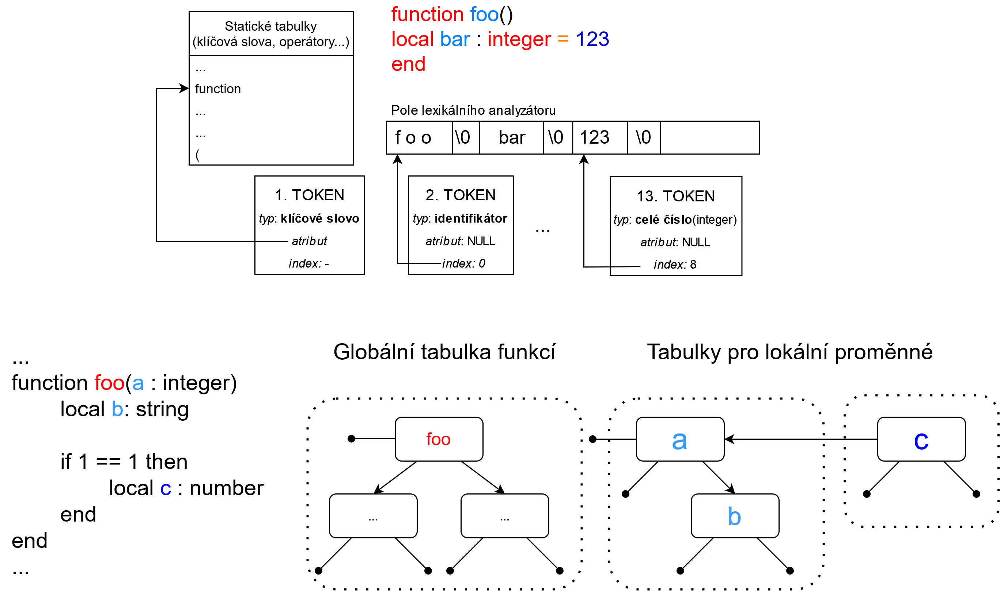 Statické tabulky
(klíčová slova, operátory...)
...
function
...
...
(
function foo()
local bar : integer = 123
end
Pole lexikálního analyzátoru
f o o \0 bar \0 123 \0
1. TOKEN
typ: klíčové slovo
atribut
index: -
2. TOKEN
typ: identifikátor
atribut: NULL
index: 0
...
13. TOKEN
typ: celé číslo(integer)
atribut: NULL
index: 8
...
function foo(a : integer)
local b: string
if 1 == 1 then
local c : number
end
end
...
Globální tabulka funkcí
foo
...
...
Tabulky pro lokální proměnné
a
b
c